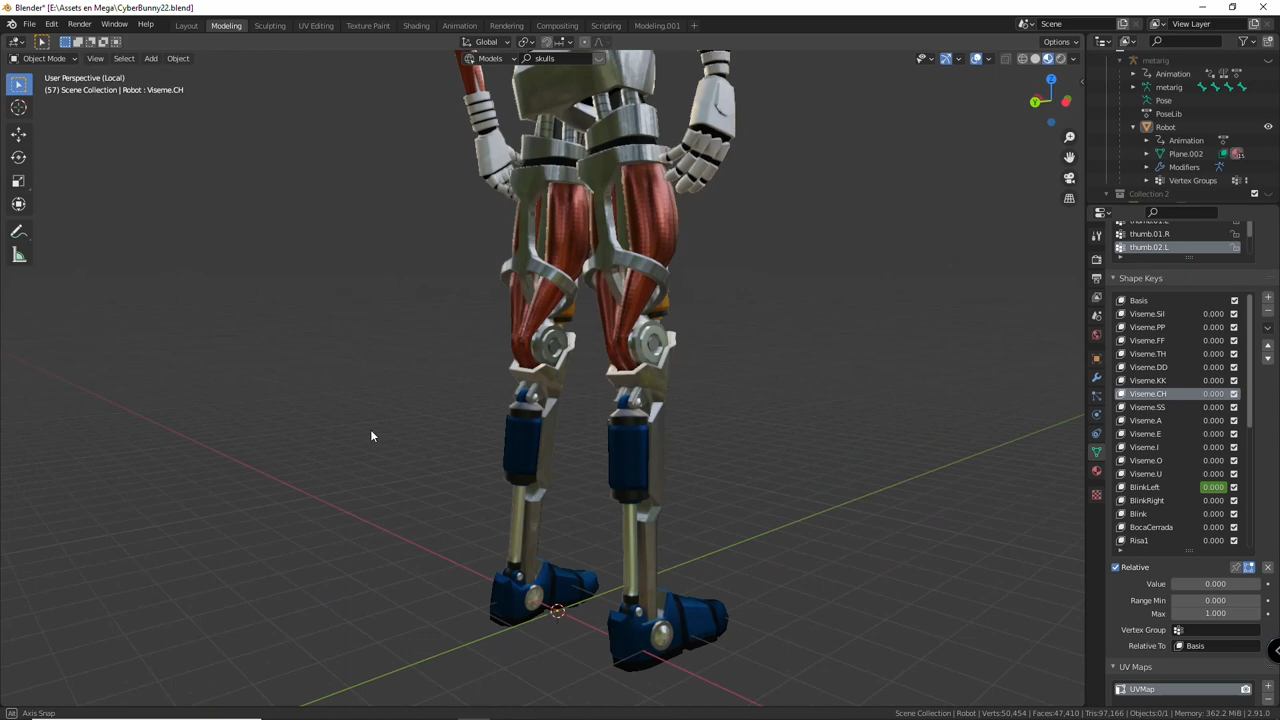 Blender* [E:\Assets en Mega\CyberBunny22.blend]
File Edit Render Window Help Layout Modeling Sculpting UV Editing Texture Paint Shading Animation Rendering Compositing Scripting Modeling.001 + Scene View Layer
Global Options
Object Mode View Select Add Object Models skulls
User Perspective (Local)
(57) Scene Collection | Robot : Viseme.CH
Z
Y
metarig
Animation
metarig
Pose
PoseLib
Robot
Animation
Plane.002 15
Modifiers
Vertex Groups
Collection 2
thumb.01.R
thumb.02.L
Shape Keys
Basis
Viseme.Sil 0.000
Viseme.PP 0.000
Viseme.FF 0.000
Viseme.TH 0.000
Viseme.DD 0.000
Viseme.KK 0.000
Viseme.CH 0.000
Viseme.SS 0.000
Viseme.A 0.000
Viseme.E 0.000
Viseme.I 0.000
Viseme.O 0.000
Viseme.U 0.000
BlinkLeft 0.000
BlinkRight 0.000
Blink 0.000
BocaCerrada 0.000
Risa1 0.000
Relative
Value 0.000
Range Min 0.000
Max 1.000
Vertex Group
Relative To Basis
UV Maps
UVMap
Alt Axis Snap
Scene Collection | Robot | Verts:50,454 | Faces:47,410 | Tris:97,166 | Objects:0/1 | Memory: 362.2 MiB | 2.91.0